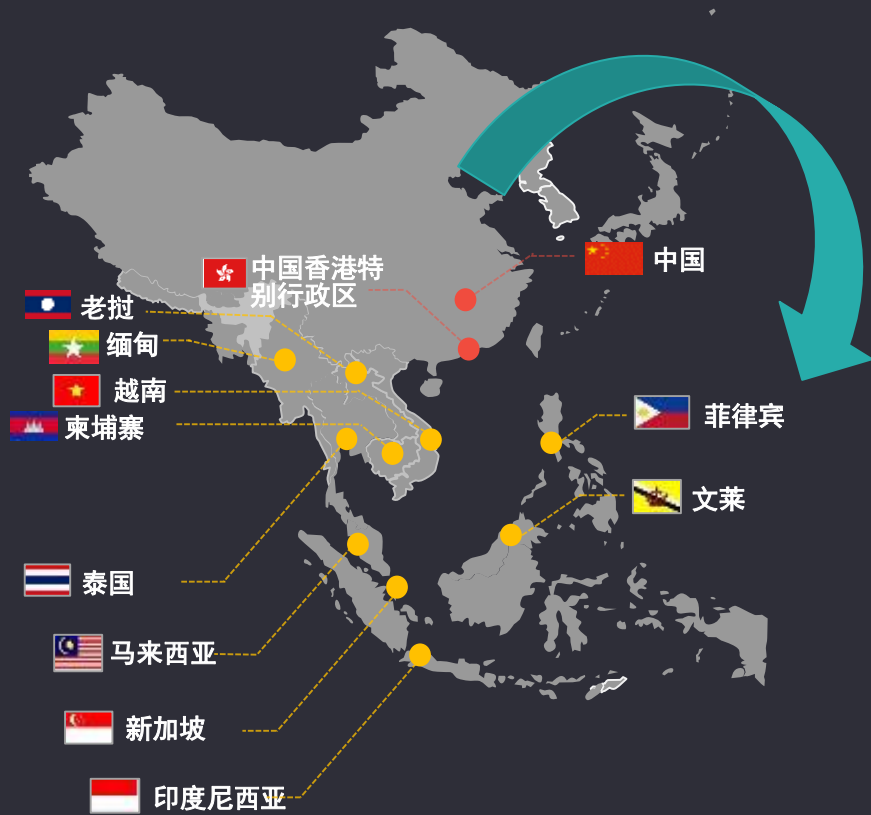 中国香港特
别行政区
中国
老挝
缅甸
越南
柬埔寨
菲律宾
文莱
泰国
马来西亚
新加坡
印度尼西亚